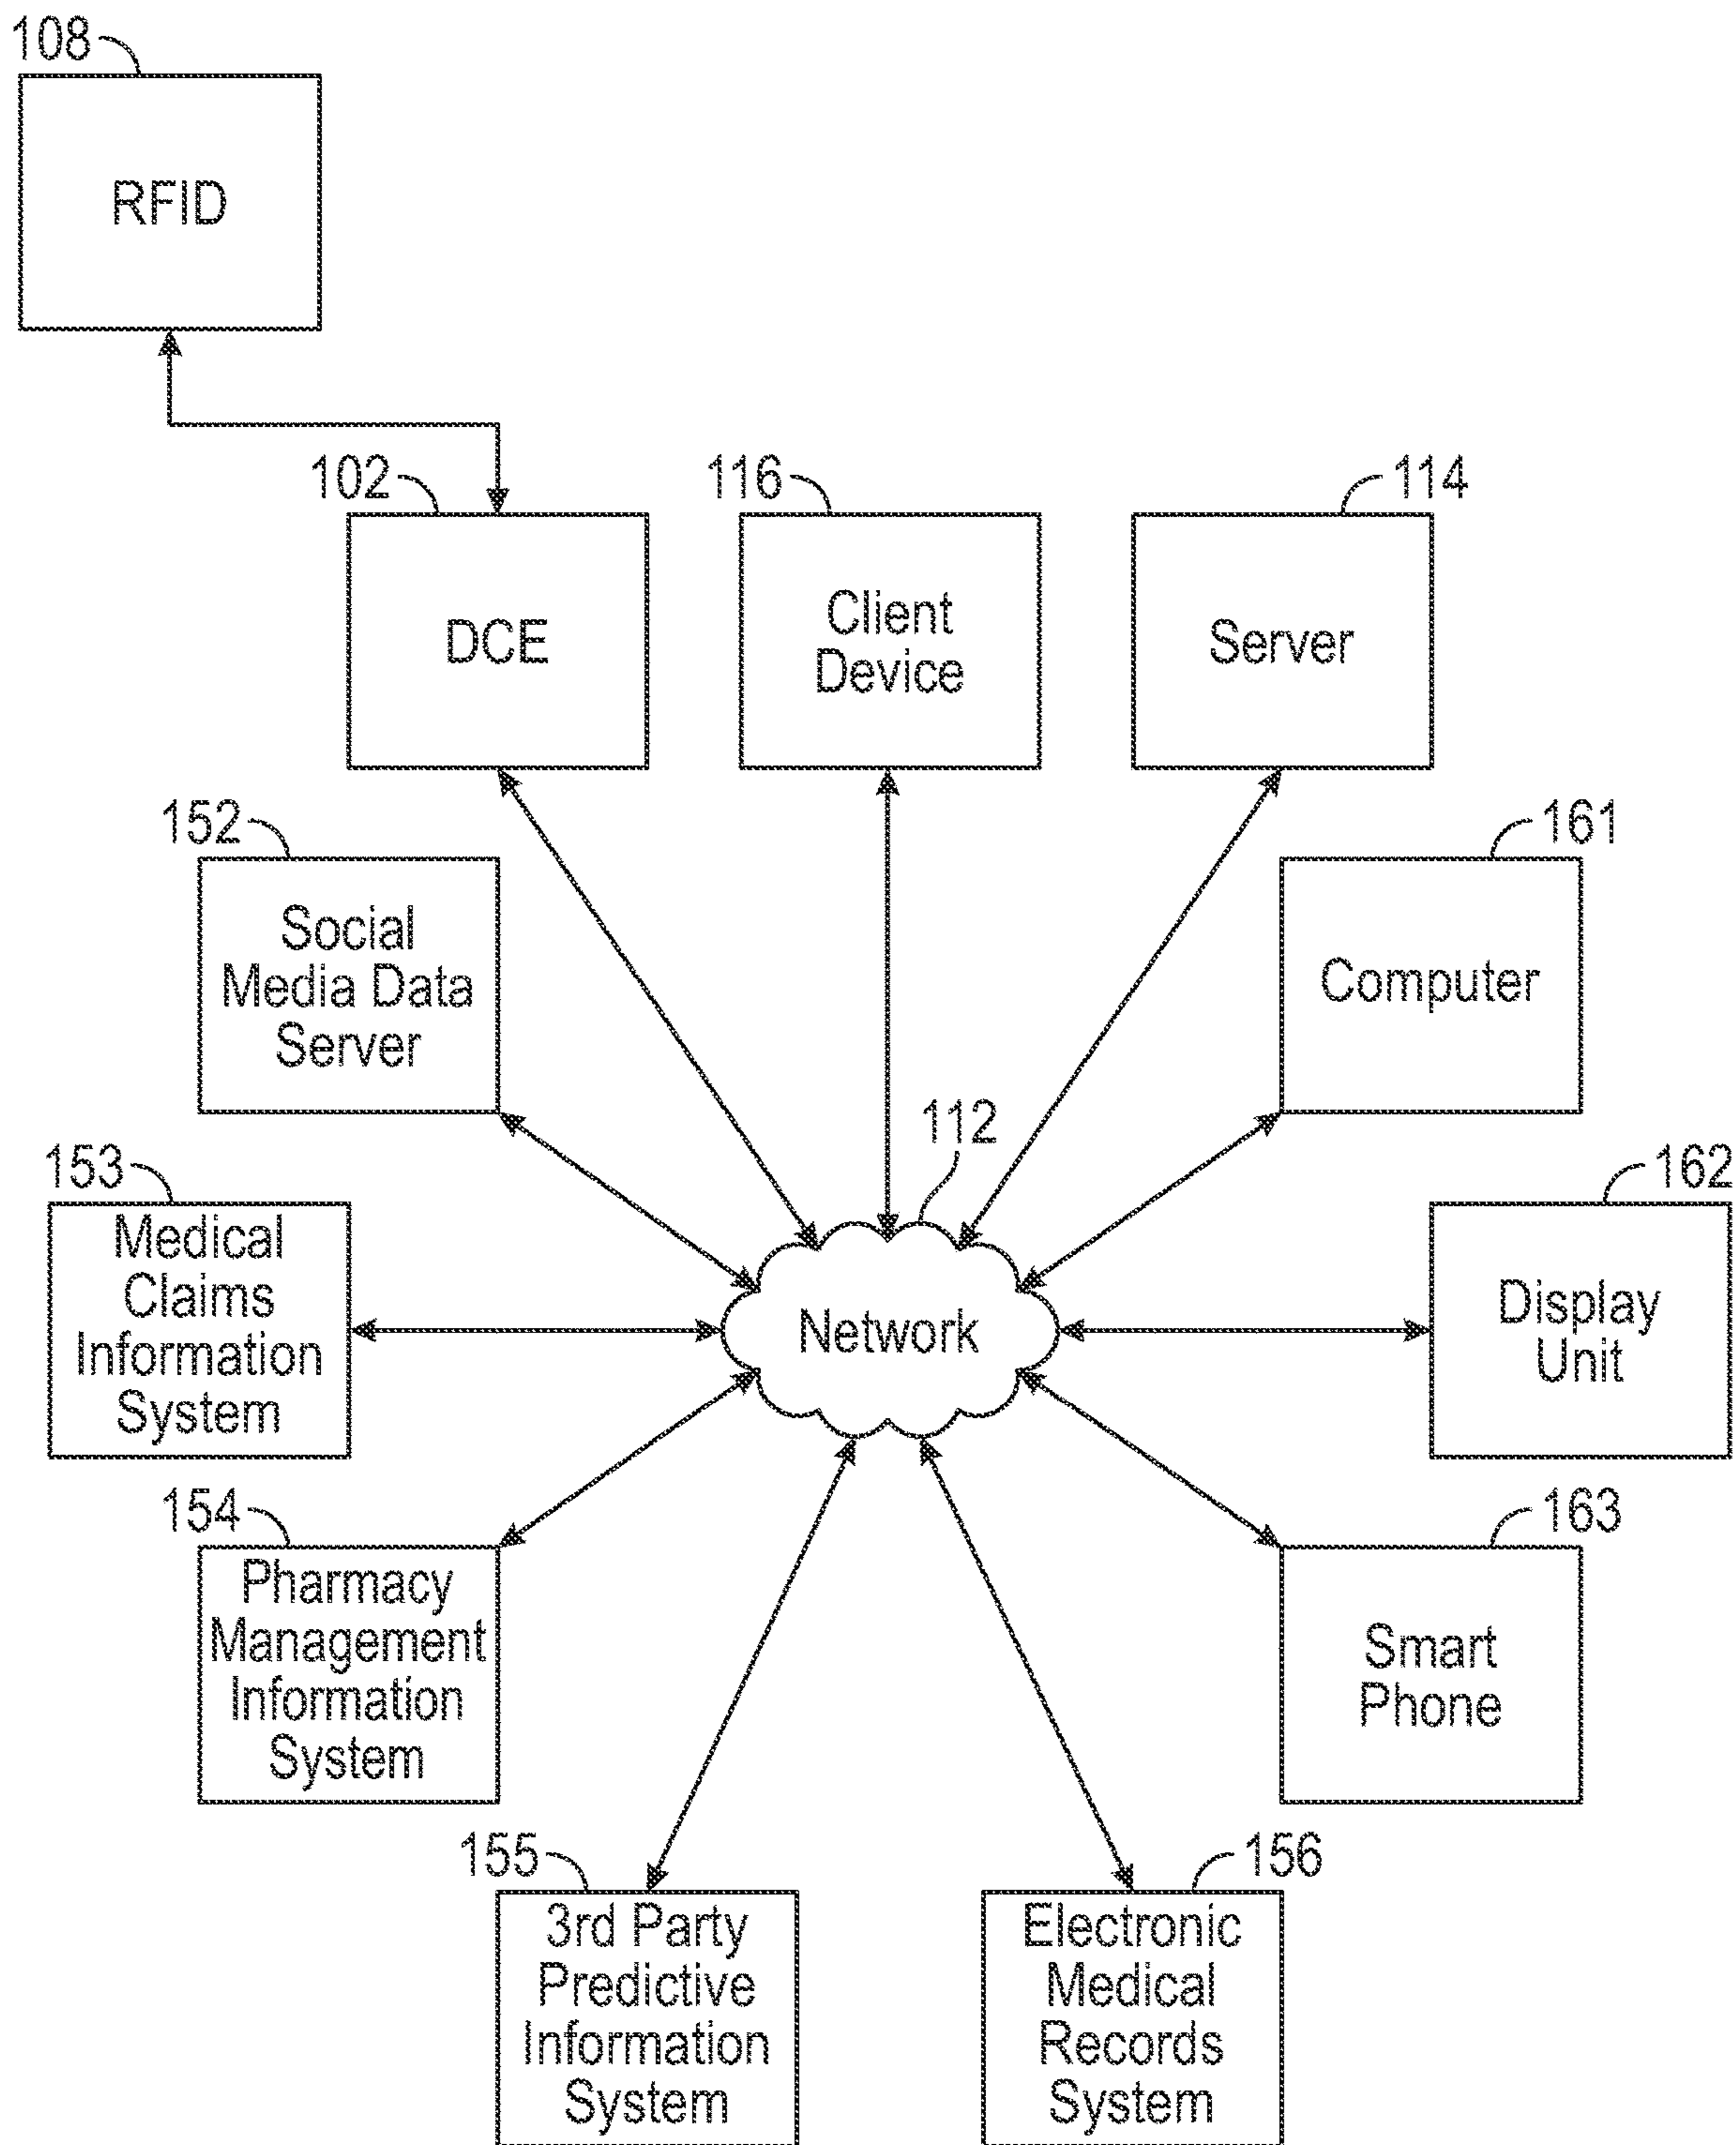 108
RFID
102
116
114
DCE
Client
Device
Server
152
161
Social
Media Data
Server
Computer
112
153
162
Medical
Claims
Information
System
Network
Display
Unit
154
163
Pharmacy
Management
Information
System
Smart
Phone
155
156
3rd Party
Predictive
Information
System
Electronic
Medical
Records
System